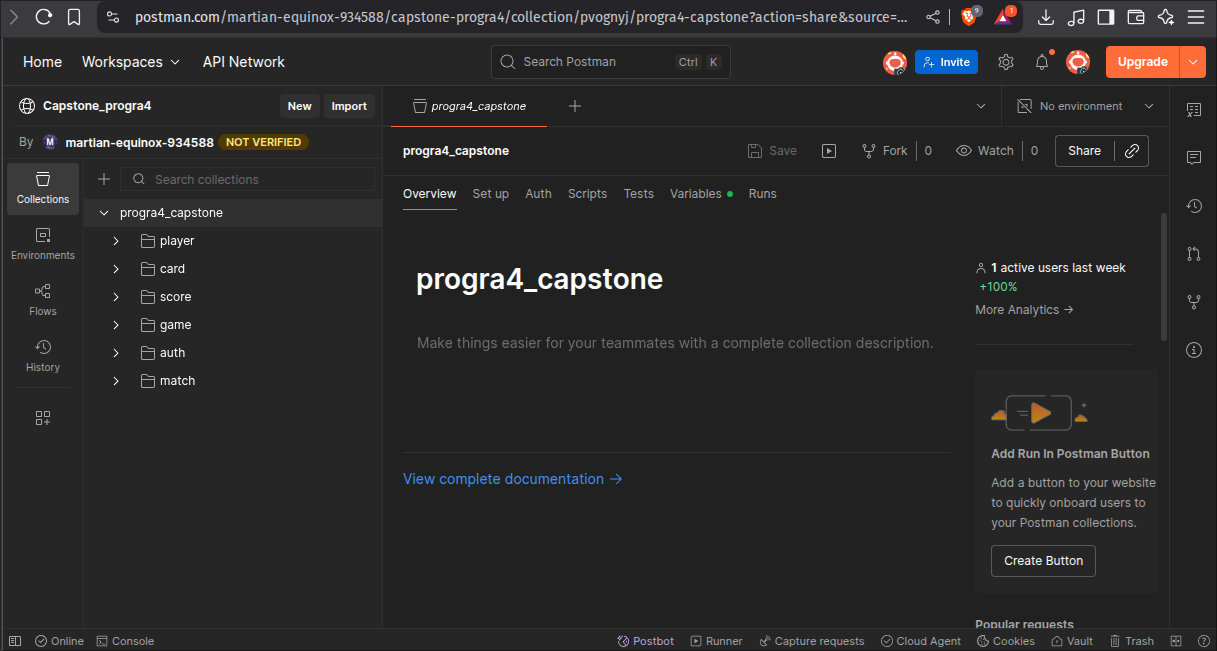 postman.com/martian-equinox-934588/capstone-progra4/collection/pvognyj/progra4-capstone?action=share&source=...
9
1
Home
Workspaces
API Network
Search Postman
Ctrl
K
Invite
Upgrade
Capstone_progra4
New
Import
progra4_capstone
No environment
By
M
martian-equinox-934588
NOT VERIFIED
progra4_capstone
Save
Fork
0
Watch
0
Share
Collections
Environments
Flows
History
Search collections
progra4_capstone
player
card
score
game
auth
match
Overview
Set up
Auth
Scripts
Tests
Variables
Runs
progra4_capstone
Make things easier for your teammates with a complete collection description.
View complete documentation →
1 active users last week
+100%
More Analytics →
Add Run In Postman Button
Add a button to your website
to quickly onboard users to
your Postman collections.
Create Button
Popular requests
Online
Console
Postbot
Runner
Capture requests
Cloud Agent
Cookies
Vault
Trash